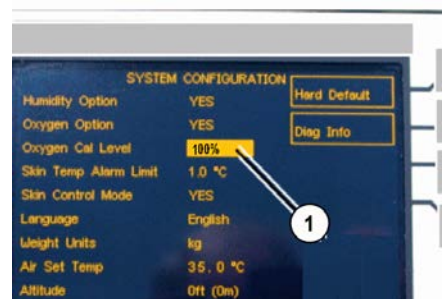 SYSTEM CONFIGURATION
Hard Default
Humidity Option YES
Oxygen Option YES
Diag Info
Oxygen Cal Level 100%
Skin Temp Alarm Limit 1.0 °C
Skin Control Mode YES
1
Language English
Weight Units kg
Air Set Temp 35.0 °C
Altitude 0ft (0m)